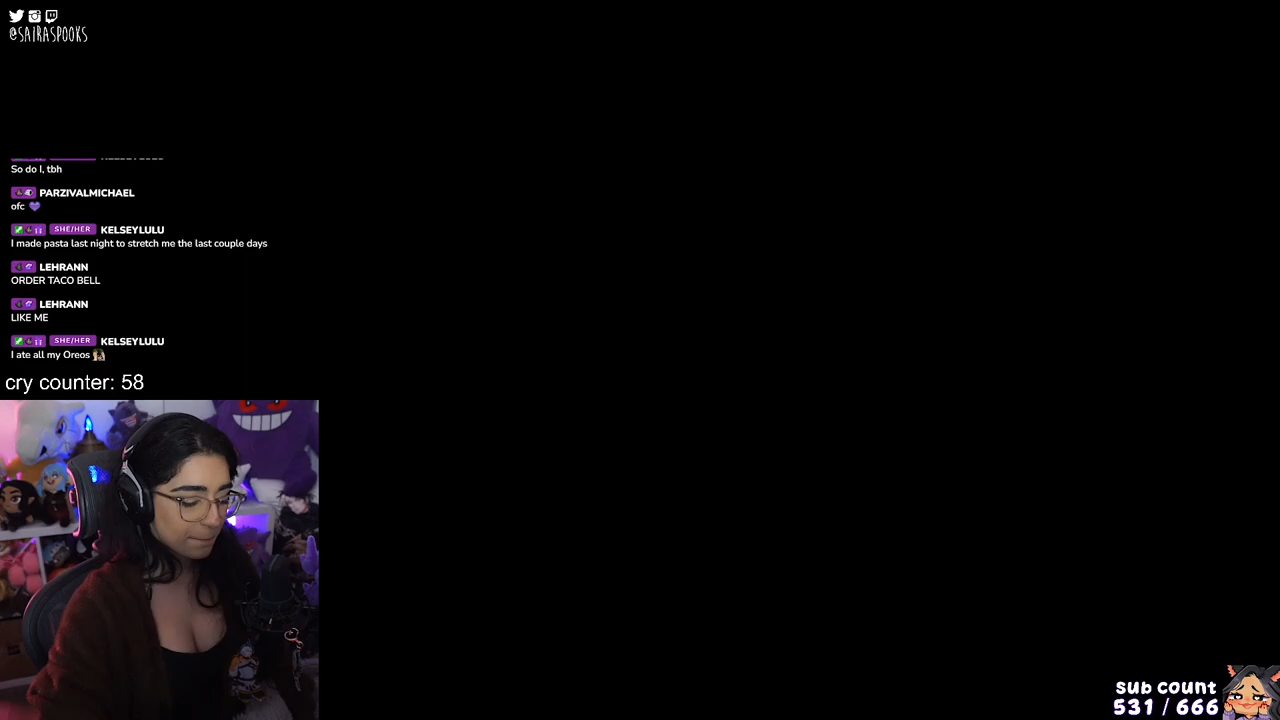 @SAIRASPOOKS
So do I, tbh
PARZIVALMICHAEL
ofc
SHE/HER KELSEYLULU
I made pasta last night to stretch me the last couple days
LEHRANN
ORDER TACO BELL
LEHRANN
LIKE ME
SHE/HER KELSEYLULU
I ate all my Oreos
cry counter: 58
sub count
531 / 666